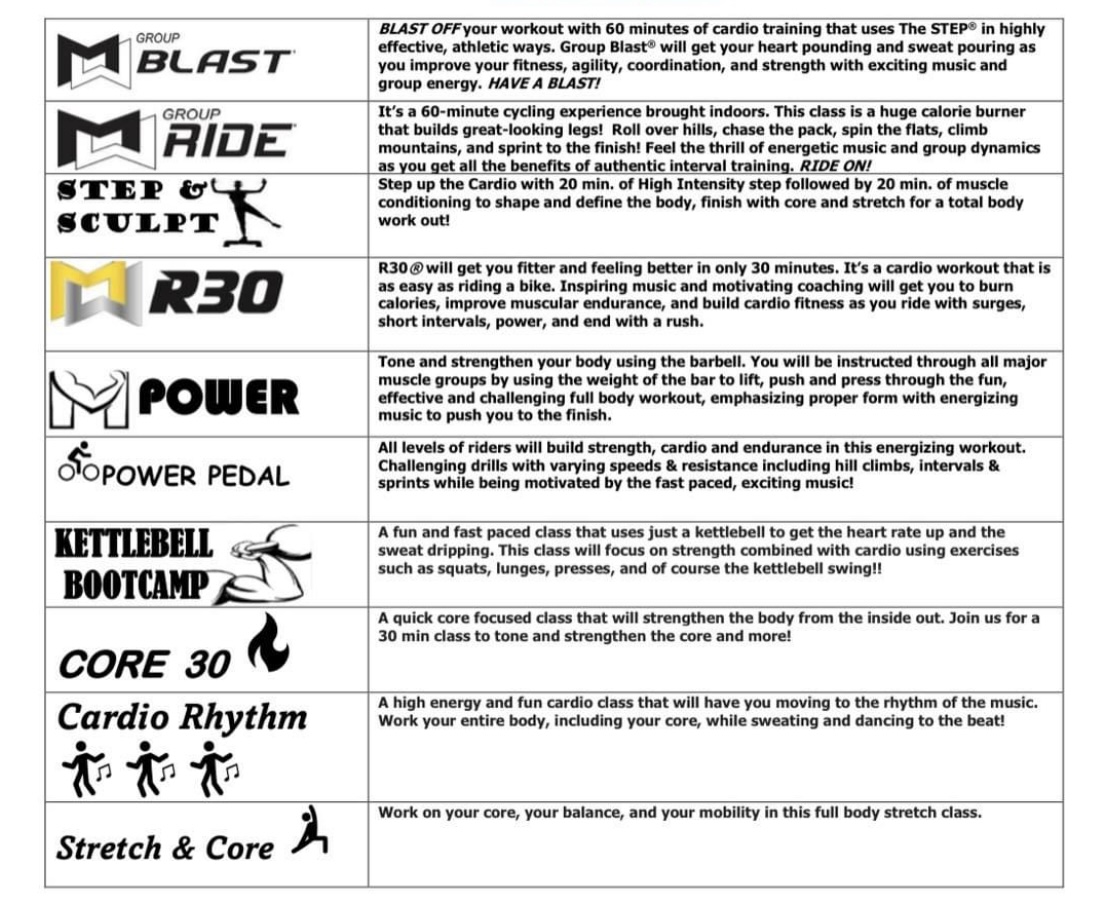 GROUP
BLAST
BLAST OFF your workout with 60 minutes of cardio training that uses The STEP® in highly
effective, athletic ways. Group Blast® will get your heart pounding and sweat pouring as
you improve your fitness, agility, coordination, and strength with exciting music and
group energy. HAVE A BLAST!
GROUP
RIDE
It’s a 60-minute cycling experience brought indoors. This class is a huge calorie burner
that builds great-looking legs! Roll over hills, chase the pack, spin the flats, climb
mountains, and sprint to the finish! Feel the thrill of energetic music and group dynamics
as you get all the benefits of authentic interval training. RIDE ON!
STEP &
SCULPT
Step up the Cardio with 20 min. of High Intensity step followed by 20 min. of muscle
conditioning to shape and define the body, finish with core and stretch for a total body
work out!
R30
R30® will get you fitter and feeling better in only 30 minutes. It’s a cardio workout that is
as easy as riding a bike. Inspiring music and motivating coaching will get you to burn
calories, improve muscular endurance, and build cardio fitness as you ride with surges,
short intervals, power, and end with a rush.
POWER
Tone and strengthen your body using the barbell. You will be instructed through all major
muscle groups by using the weight of the bar to lift, push and press through the fun,
effective and challenging full body workout, emphasizing proper form with energizing
music to push you to the finish.
POWER PEDAL
All levels of riders will build strength, cardio and endurance in this energizing workout.
Challenging drills with varying speeds & resistance including hill climbs, intervals &
sprints while being motivated by the fast paced, exciting music!
KETTLEBELL
BOOTCAMP
A fun and fast paced class that uses just a kettlebell to get the heart rate up and the
sweat dripping. This class will focus on strength combined with cardio using exercises
such as squats, lunges, presses, and of course the kettlebell swing!!
CORE 30
A quick core focused class that will strengthen the body from the inside out. Join us for a
30 min class to tone and strengthen the core and more!
Cardio Rhythm
A high energy and fun cardio class that will have you moving to the rhythm of the music.
Work your entire body, including your core, while sweating and dancing to the beat!
Stretch & Core
Work on your core, your balance, and your mobility in this full body stretch class.